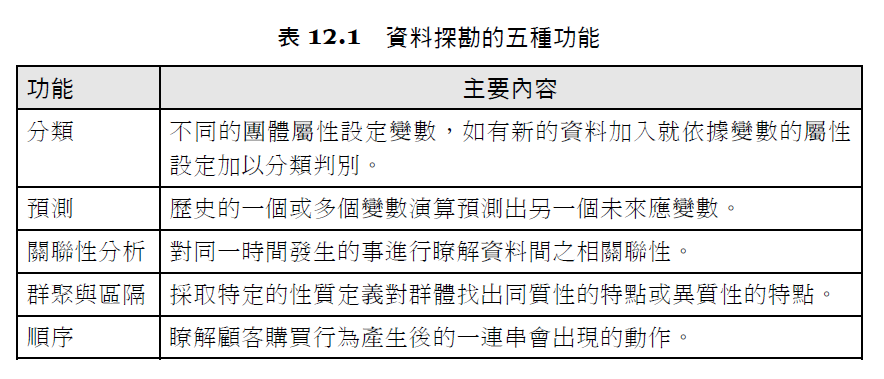 表 12.1 資料探勘的五種功能
功能 主要內容
分類 不同的團體屬性設定變數，如有新的資料加入就依據變數的屬性
設定加以分類判別。
預測 歷史的一個或多個變數演算預測出另一個未來應變數。
關聯性分析 對同一時間發生的事進行瞭解資料間之相關聯性。
群聚與區隔 採取特定的性質定義對群體找出同質性的特點或異質性的特點。
順序 瞭解顧客購買行為產生後的一連串會出現的動作。